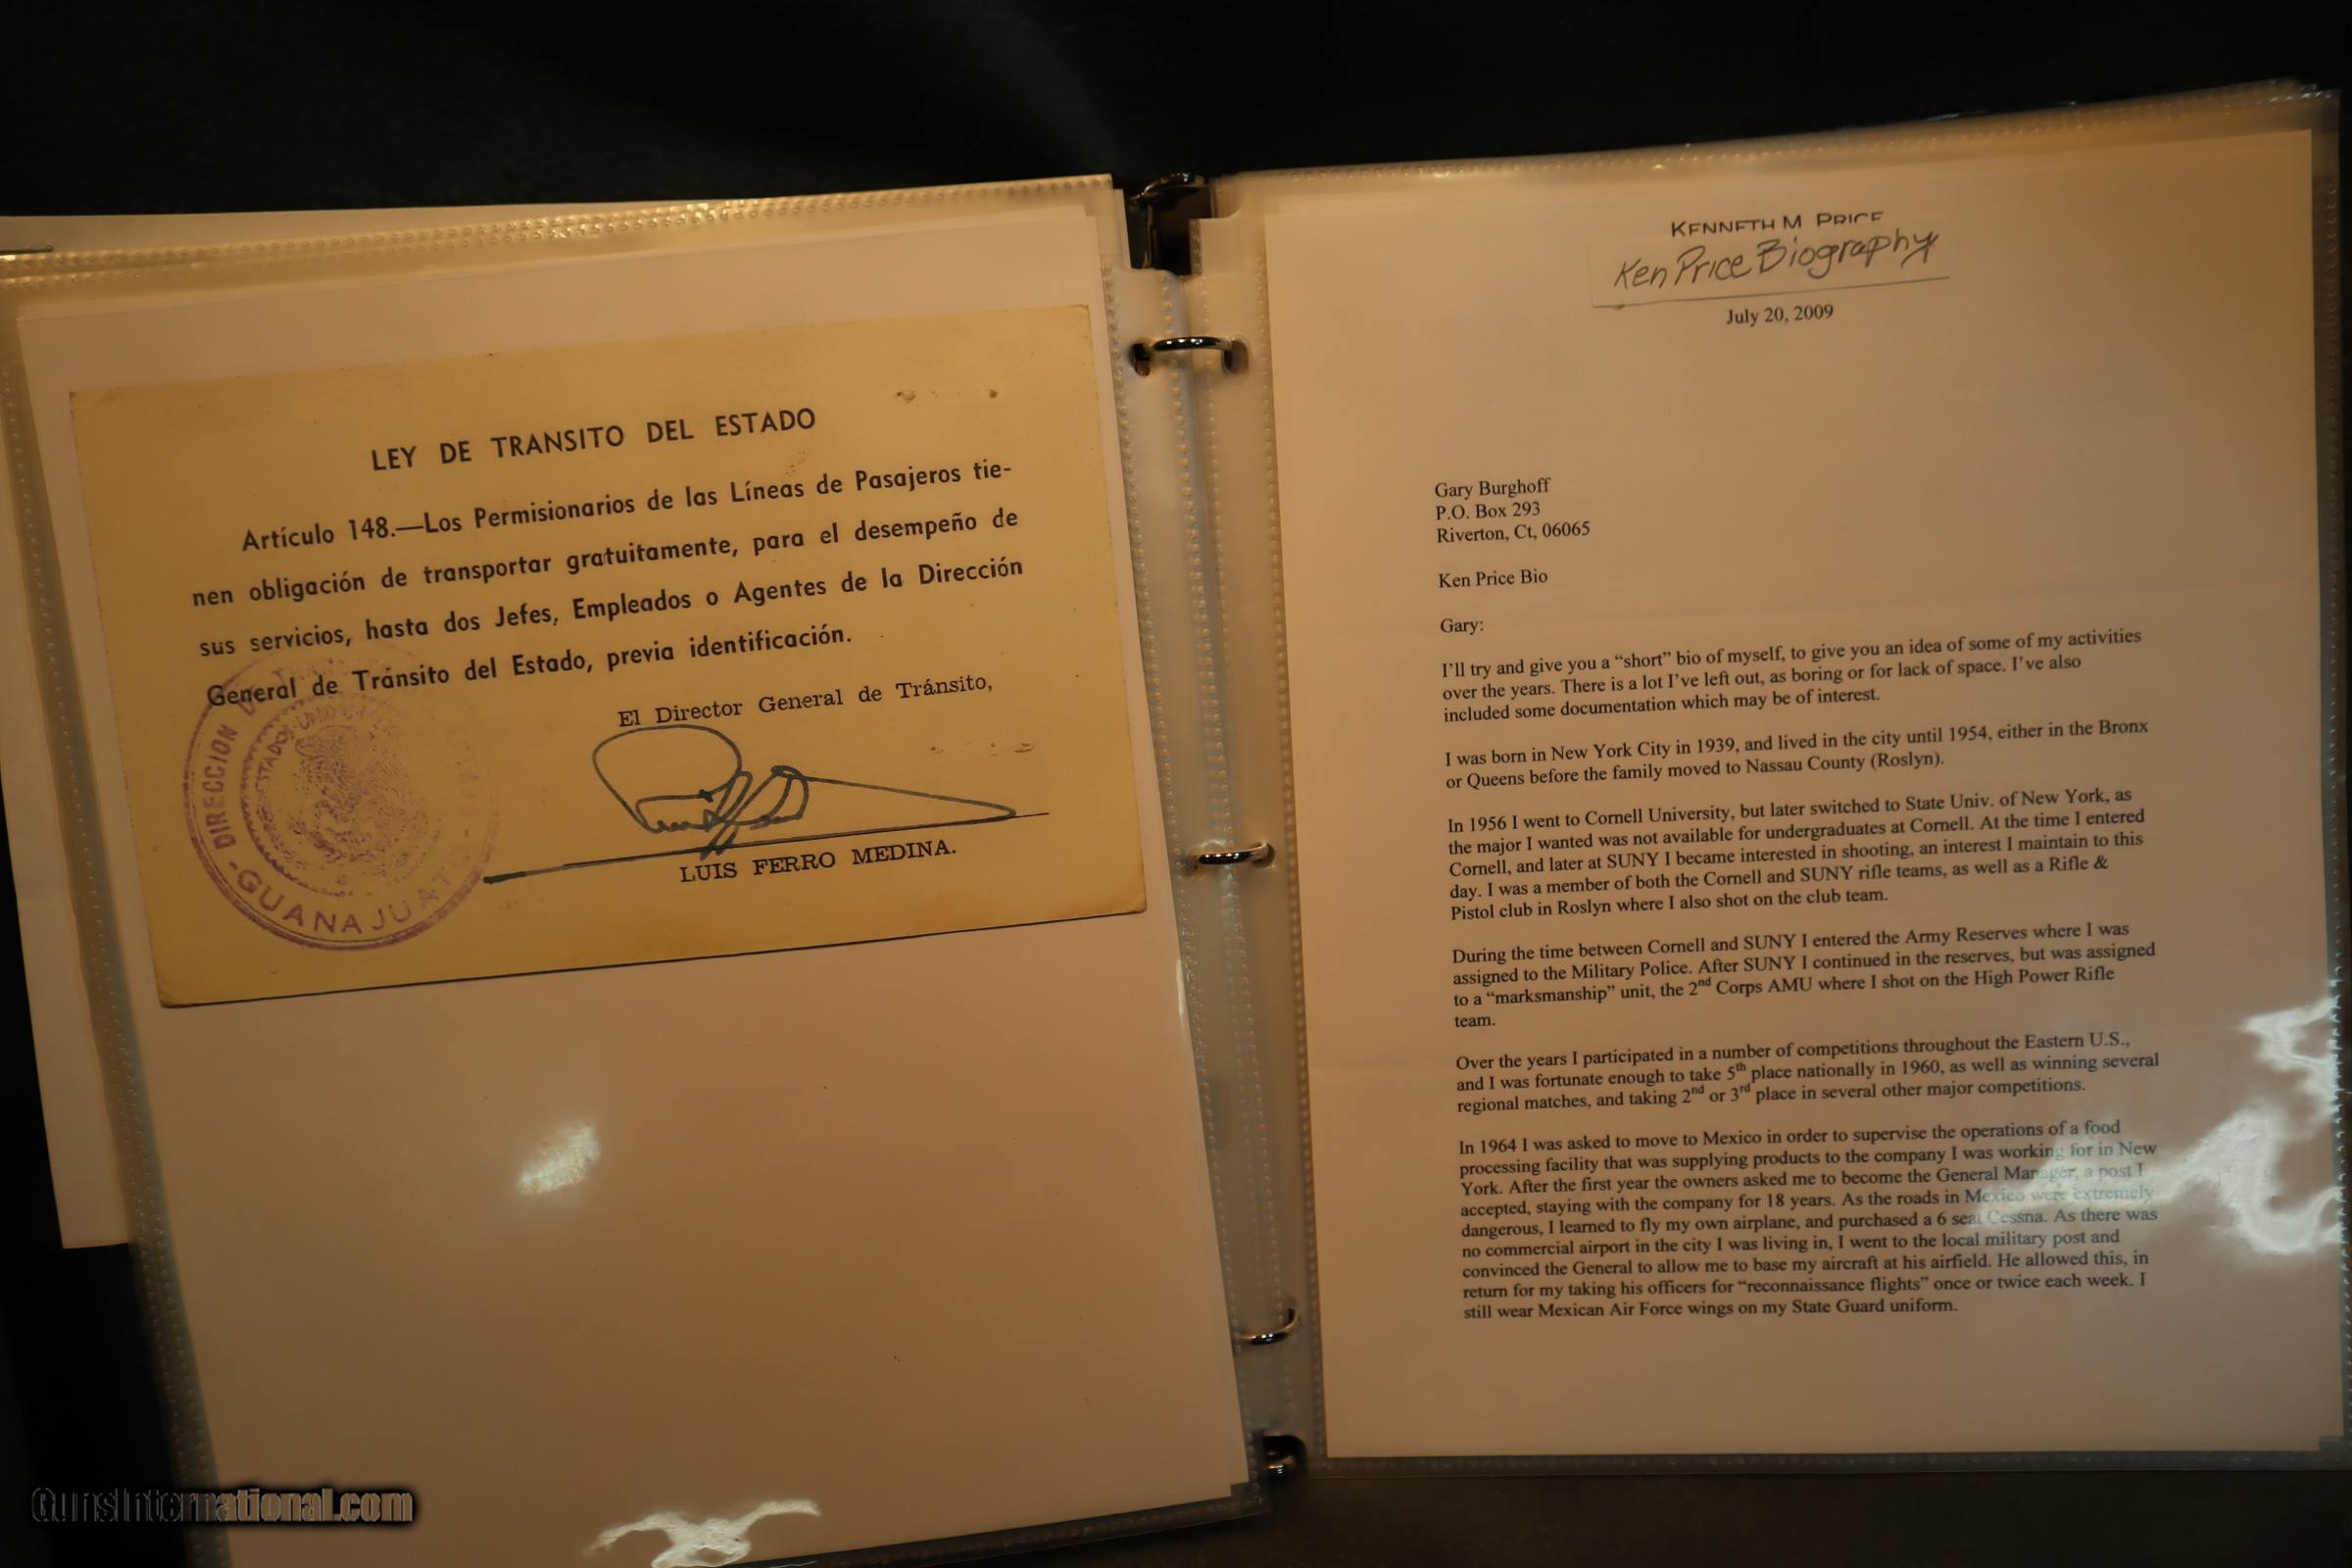 LEY DE TRANSITO DEL ESTADO
Artículo 148.—Los Permisionarios de las Líneas de Pasajeros tie-
nen obligación de transportar gratuitamente, para el desempeño de
sus servicios, hasta dos Jefes, Empleados o Agentes de la Dirección
General de Tránsito del Estado, previa identificación.
El Director General de Tránsito,
LUIS FERRO MEDINA.
DIRECCION
ESTADOS UNIDOS
GUANAJUATO
KENNETH M PRICE
Ken Price Biography
July 20, 2009
Gary Burghoff
P.O. Box 293
Riverton, Ct, 06065
Ken Price Bio
Gary:
I'll try and give you a “short” bio of myself, to give you an idea of some of my activities
over the years. There is a lot I've left out, as boring or for lack of space. I've also
included some documentation which may be of interest.
I was born in New York City in 1939, and lived in the city until 1954, either in the Bronx
or Queens before the family moved to Nassau County (Roslyn).
In 1956 I went to Cornell University, but later switched to State Univ. of New York, as
the major I wanted was not available for undergraduates at Cornell. At the time I entered
Cornell, and later at SUNY I became interested in shooting, an interest I maintain to this
day. I was a member of both the Cornell and SUNY rifle teams, as well as a Rifle &
Pistol club in Roslyn where I also shot on the club team.
During the time between Cornell and SUNY I entered the Army Reserves where I was
assigned to the Military Police. After SUNY I continued in the reserves, but was assigned
to a “marksmanship” unit, the 2nd Corps AMU where I shot on the High Power Rifle
team.
Over the years I participated in a number of competitions throughout the Eastern U.S.,
and I was fortunate enough to take 5th place nationally in 1960, as well as winning several
regional matches, and taking 2nd or 3rd place in several other major competitions.
In 1964 I was asked to move to Mexico in order to supervise the operations of a food
processing facility that was supplying products to the company I was working for in New
York. After the first year the owners asked me to become the General Manager, a post I
accepted, staying with the company for 18 years. As the roads in Mexico were extremely
dangerous, I learned to fly my own airplane, and purchased a 6 seat Cessna. As there was
no commercial airport in the city I was living in, I went to the local military post and
convinced the General to allow me to base my aircraft at his airfield. He allowed this, in
return for my taking his officers for “reconnaissance flights” once or twice each week. I
still wear Mexican Air Force wings on my State Guard uniform.
GunsInternational.com